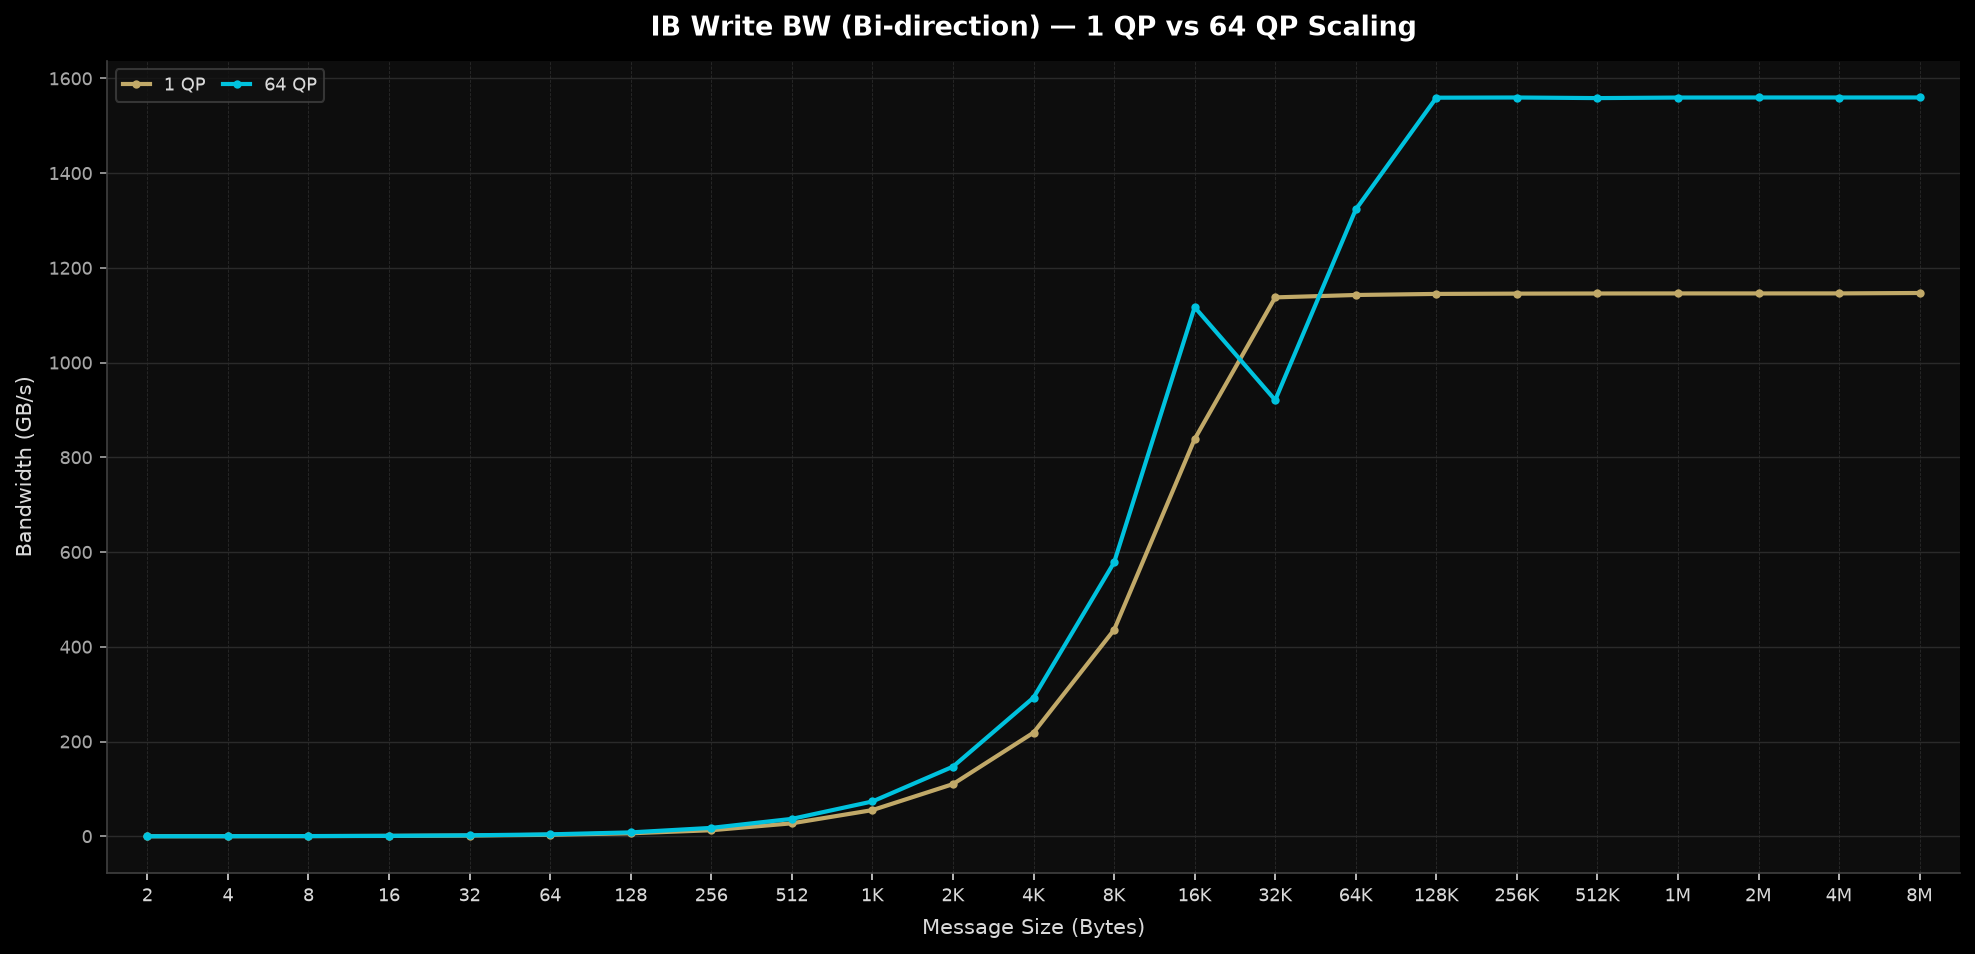 IB Write BW (Bi-direction) — 1 QP vs 64 QP Scaling
1 QP 64 QP
1600
1400
1200
1000
800
600
400
200
0
Bandwidth (GB/s)
2 4 8 16 32 64 128 256 512 1K 2K 4K 8K 16K 32K 64K 128K 256K 512K 1M 2M 4M 8M
Message Size (Bytes)